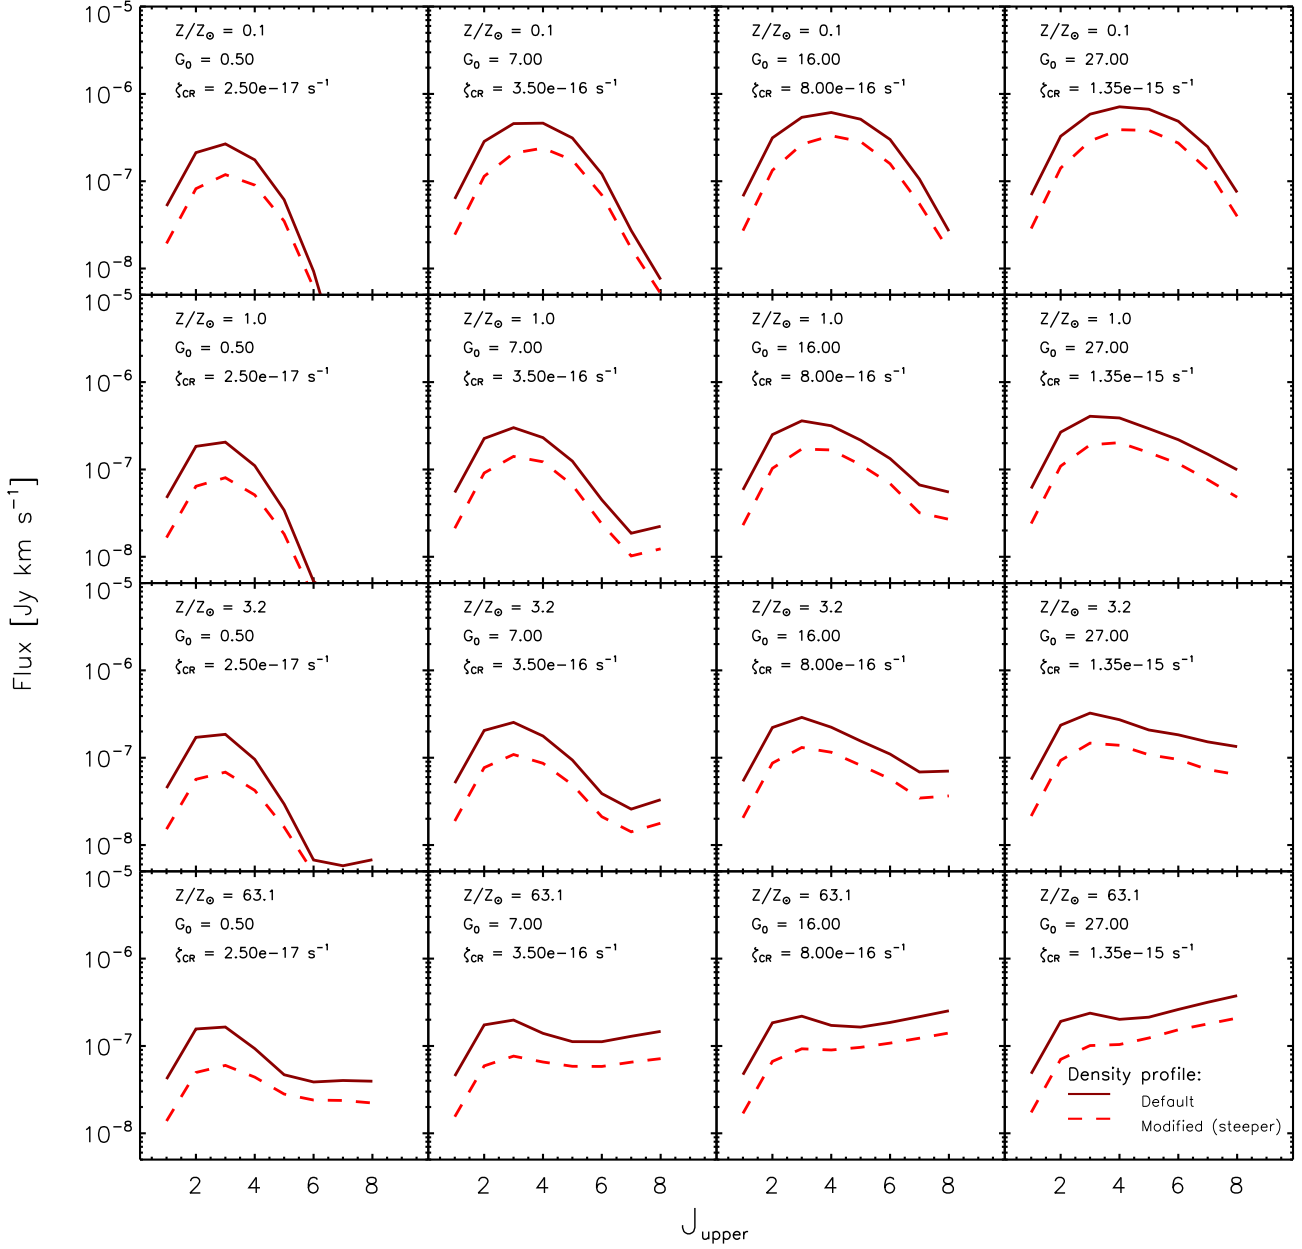 10⁻⁵
Z/Z⊙ = 0.1
G₀ = 0.50
ζCR = 2.50e−17 s⁻¹
Z/Z⊙ = 0.1
G₀ = 7.00
ζCR = 3.50e−16 s⁻¹
Z/Z⊙ = 0.1
G₀ = 16.00
ζCR = 8.00e−16 s⁻¹
Z/Z⊙ = 0.1
G₀ = 27.00
ζCR = 1.35e−15 s⁻¹
10⁻⁶
10⁻⁷
10⁻⁸
10⁻⁵
Z/Z⊙ = 1.0
G₀ = 0.50
ζCR = 2.50e−17 s⁻¹
Z/Z⊙ = 1.0
G₀ = 7.00
ζCR = 3.50e−16 s⁻¹
Z/Z⊙ = 1.0
G₀ = 16.00
ζCR = 8.00e−16 s⁻¹
Z/Z⊙ = 1.0
G₀ = 27.00
ζCR = 1.35e−15 s⁻¹
10⁻⁶
10⁻⁷
10⁻⁸
Flux [Jy km s⁻¹]
10⁻⁵
Z/Z⊙ = 3.2
G₀ = 0.50
ζCR = 2.50e−17 s⁻¹
Z/Z⊙ = 3.2
G₀ = 7.00
ζCR = 3.50e−16 s⁻¹
Z/Z⊙ = 3.2
G₀ = 16.00
ζCR = 8.00e−16 s⁻¹
Z/Z⊙ = 3.2
G₀ = 27.00
ζCR = 1.35e−15 s⁻¹
10⁻⁶
10⁻⁷
10⁻⁸
10⁻⁵
Z/Z⊙ = 63.1
G₀ = 0.50
ζCR = 2.50e−17 s⁻¹
Z/Z⊙ = 63.1
G₀ = 7.00
ζCR = 3.50e−16 s⁻¹
Z/Z⊙ = 63.1
G₀ = 16.00
ζCR = 8.00e−16 s⁻¹
Z/Z⊙ = 63.1
G₀ = 27.00
ζCR = 1.35e−15 s⁻¹
10⁻⁶
10⁻⁷
10⁻⁸
Density profile:
Default
Modified (steeper)
2 4 6 8 2 4 6 8 2 4 6 8 2 4 6 8
J upper